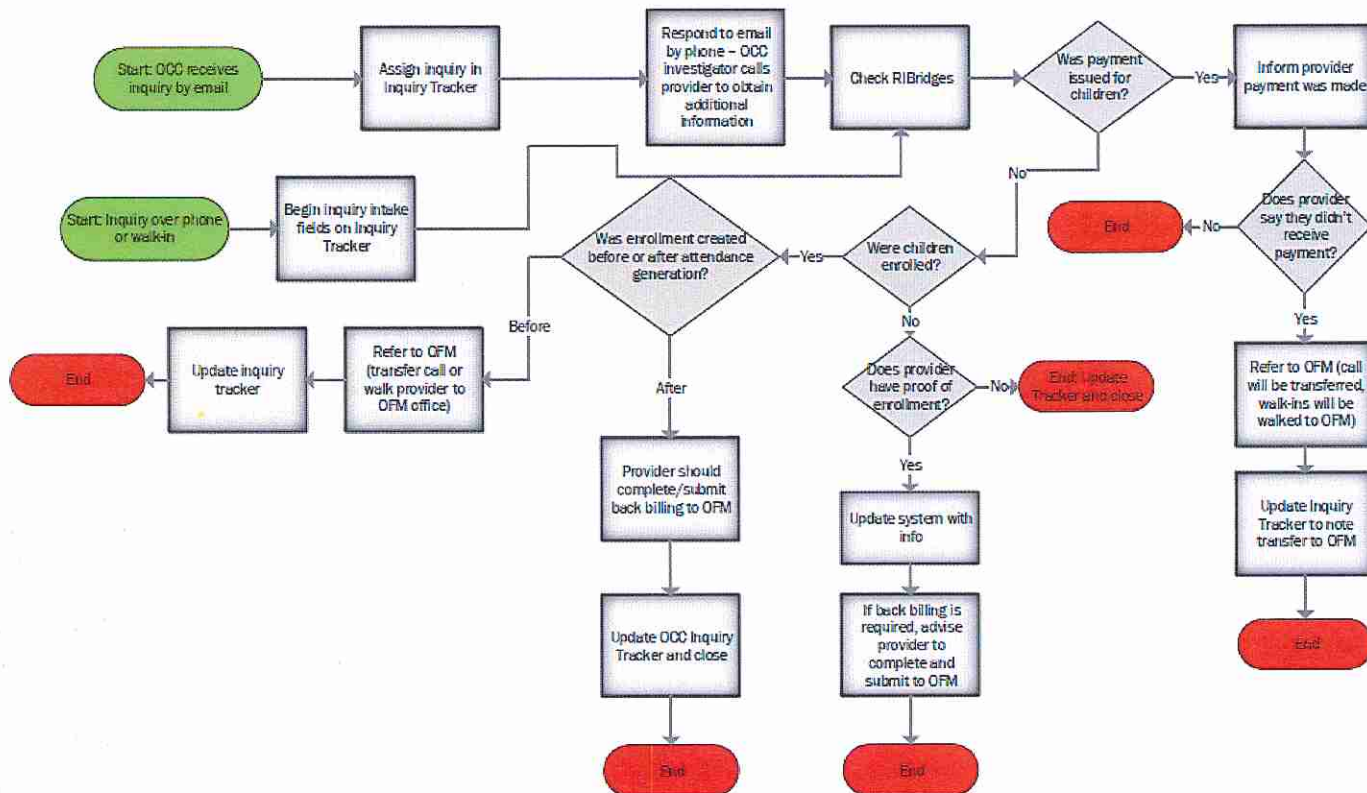 Start: OCC receives
inquiry by email
Assign inquiry in
Inquiry Tracker
Respond to email
by phone – OCC
investigator calls
provider to obtain
additional
information
Check RIBridges
Was payment
issued for
children?
Yes
Inform provider
payment was made
No
Start: Inquiry over phone
or walk-in
Begin inquiry intake
fields on Inquiry
Tracker
Was enrollment created
before or after attendance
generation?
Yes
Were children
enrolled?
End
No
Does provider
say they didn't
receive
payment?
Before
No
Yes
End
Update inquiry
tracker
Refer to OFM
(transfer call or
walk provider to
OFM office)
After
Does provider
have proof of
enrollment?
No
End: Update
Tracker and close
Refer to OFM (call
will be transferred,
walk-ins will be
walked to OFM)
Yes
Provider should
complete/submit
back billing to OFM
Update system with
info
Update Inquiry
Tracker to note
transfer to OFM
Update OCC Inquiry
Tracker and close
If back billing is
required, advise
provider to
complete and
submit to OFM
End
End
End